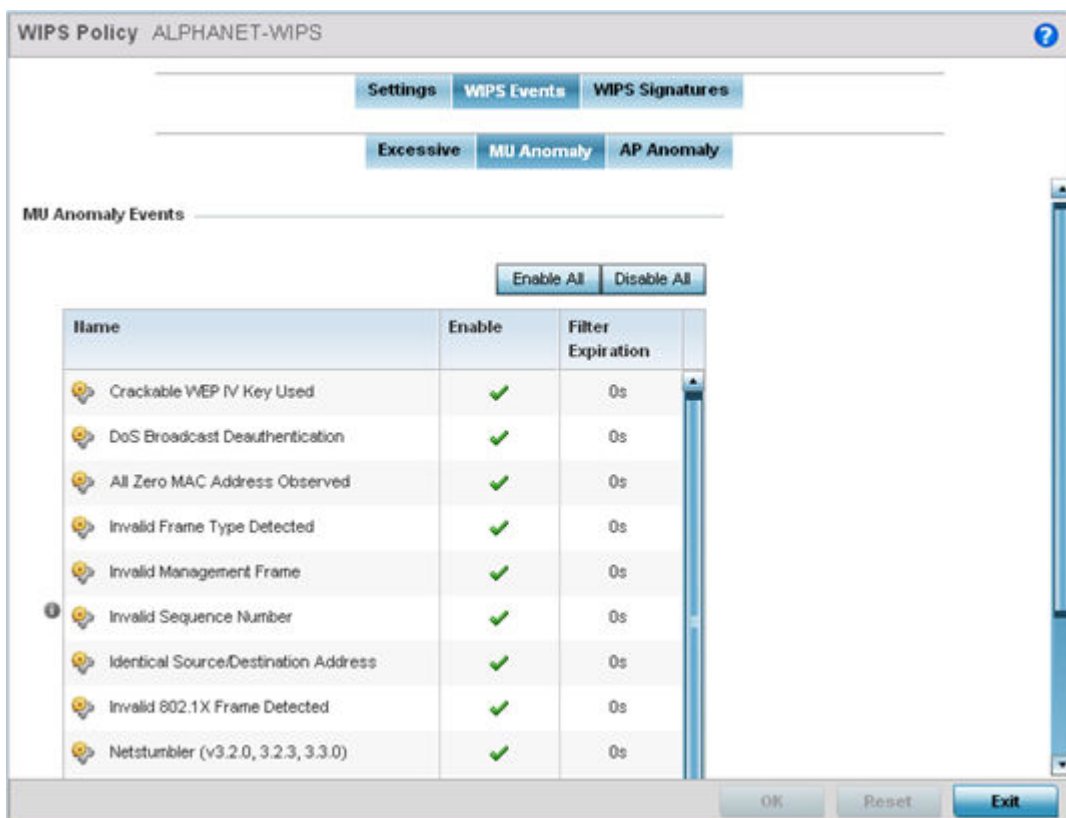 WIPS Policy ALPHANET-WIPS
?
Settings WIPS Events WIPS Signatures
Excessive MU Anomaly AP Anomaly
MU Anomaly Events
Enable All Disable All
Name Enable Filter Expiration
Crackable WEP IV Key Used 0s
DoS Broadcast Deauthentication 0s
All Zero MAC Address Observed 0s
Invalid Frame Type Detected 0s
Invalid Management Frame 0s
Invalid Sequence Number 0s
Identical Source/Destination Address 0s
Invalid 802.1X Frame Detected 0s
Netstumbler (v3.2.0, 3.2.3, 3.3.0) 0s
OK Reset Exit